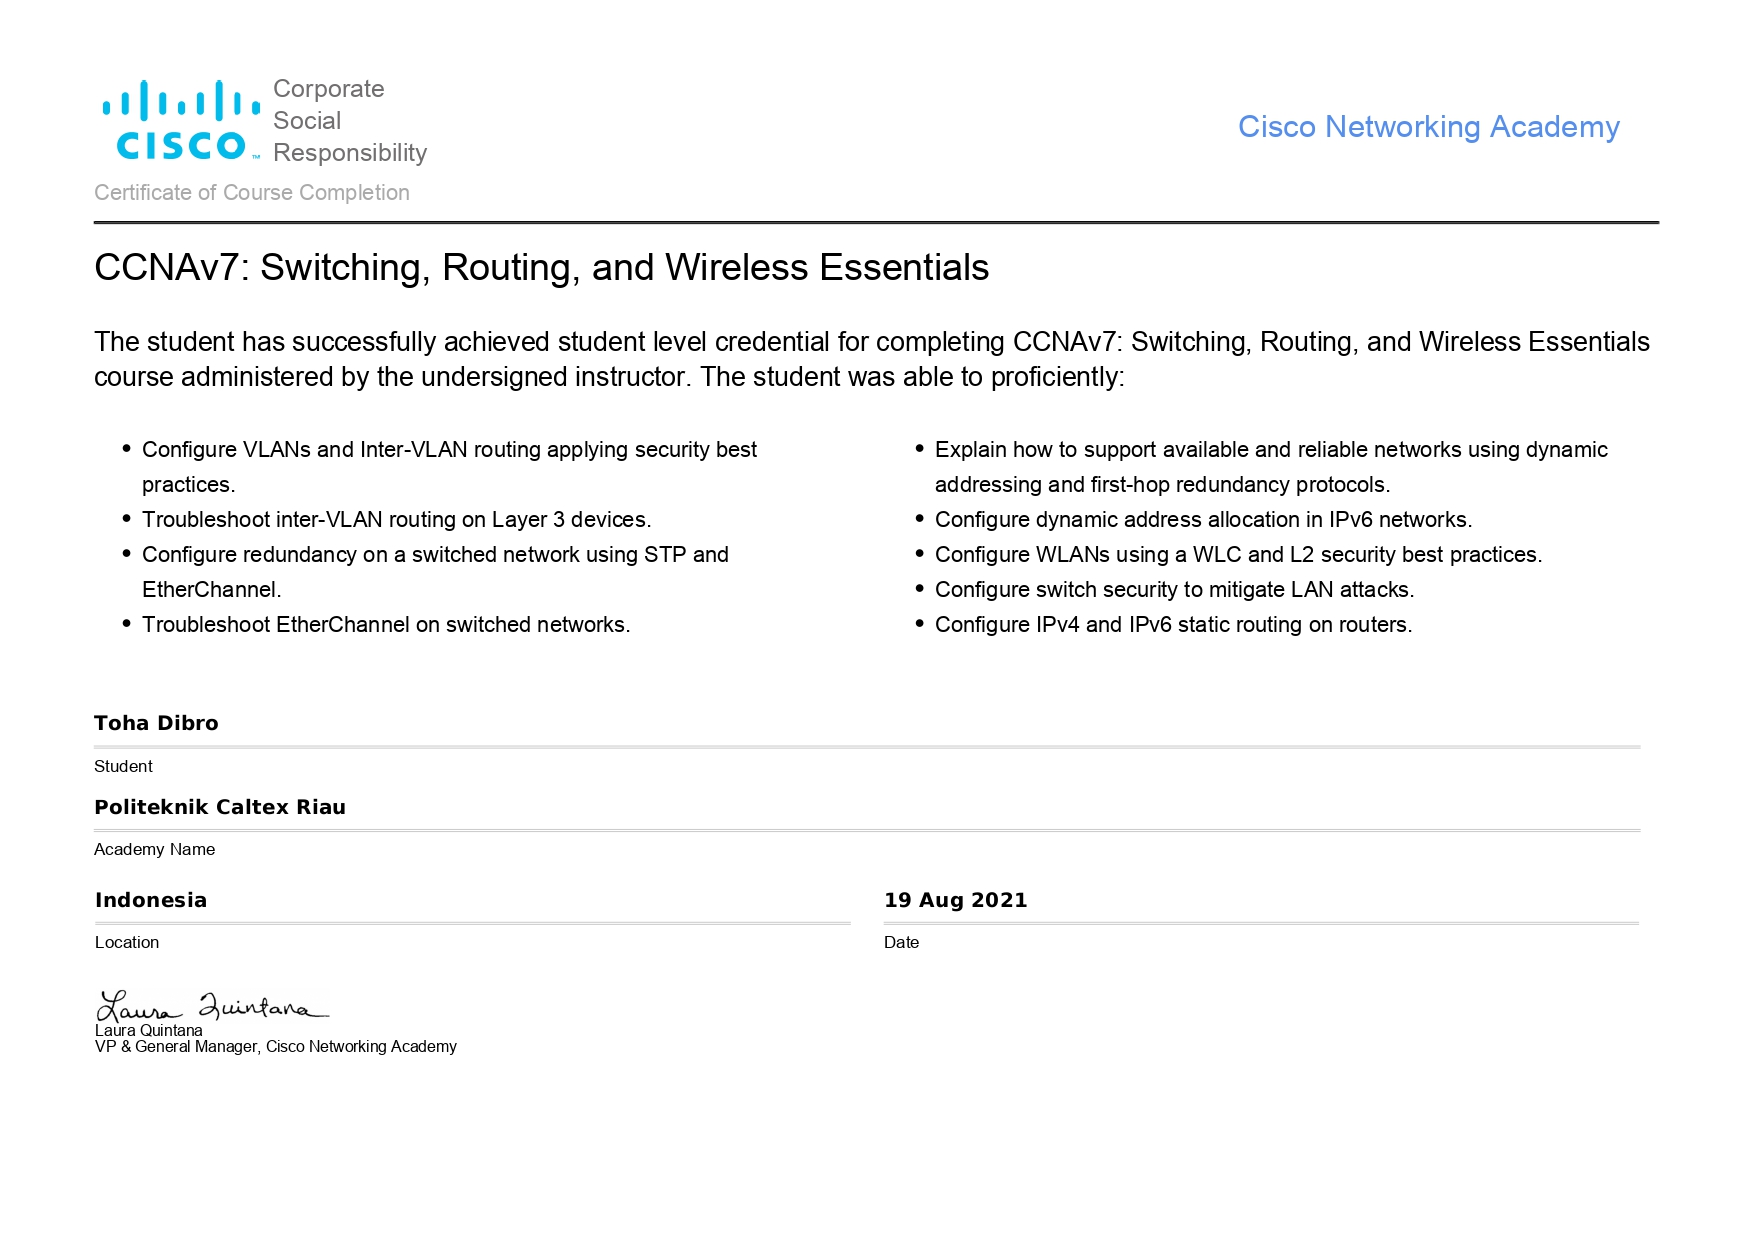 Corporate
Social
Responsibility
CISCO™
Cisco Networking Academy
Certificate of Course Completion
CCNAv7: Switching, Routing, and Wireless Essentials
The student has successfully achieved student level credential for completing CCNAv7: Switching, Routing, and Wireless Essentials
course administered by the undersigned instructor. The student was able to proficiently:
• Configure VLANs and Inter-VLAN routing applying security best
practices.
• Troubleshoot inter-VLAN routing on Layer 3 devices.
• Configure redundancy on a switched network using STP and
EtherChannel.
• Troubleshoot EtherChannel on switched networks.
• Explain how to support available and reliable networks using dynamic
addressing and first-hop redundancy protocols.
• Configure dynamic address allocation in IPv6 networks.
• Configure WLANs using a WLC and L2 security best practices.
• Configure switch security to mitigate LAN attacks.
• Configure IPv4 and IPv6 static routing on routers.
Toha Dibro
Student
Politeknik Caltex Riau
Academy Name
Indonesia
Location
19 Aug 2021
Date
Laura Quintana
Laura Quintana
VP & General Manager, Cisco Networking Academy